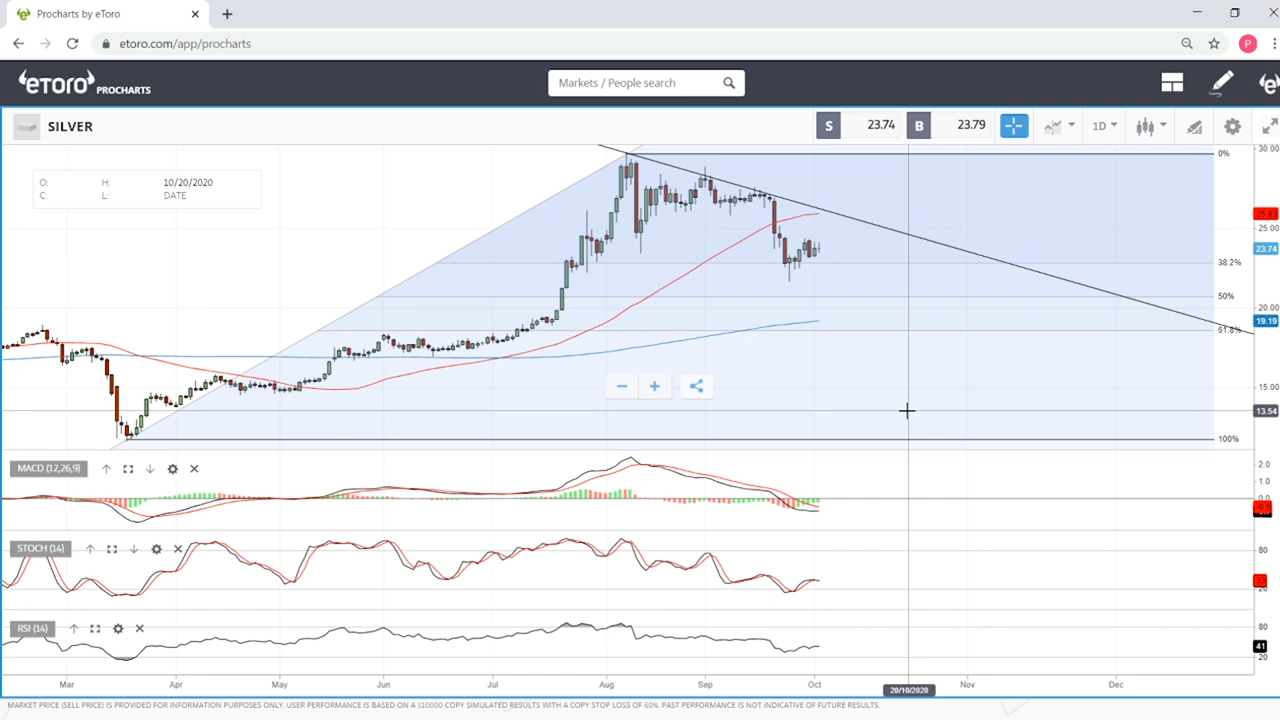 Procharts by eToro
etoro.com/app/procharts
P
eTORO PROCHARTS
Markets / People search
SILVER
S 23.74 B 23.79
1D
O: H: 10/20/2020
C: L: DATE
30.00
25.93
25.00
23.74
20.00
19.19
15.00
13.54
0%
38.2%
50%
61.8%
100%
MACD (12,26,9)
2.0
1.0
0.0
STOCH (14)
80
20
RSI (14)
80
41
20
Mar Apr May Jun Jul Aug Sep Oct 20/10/2020 Nov Dec
MARKET PRICE (SELL PRICE) IS PROVIDED FOR INFORMATION PURPOSES ONLY. USER PERFORMANCE IS BASED ON A $10000 COPY SIMULATED RESULTS WITH A COPY STOP LOSS OF 60%. PAST PERFORMANCE IS NOT INDICATIVE OF FUTURE RESULTS.